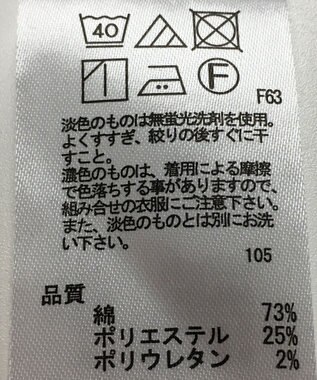 40
F
F63
淡色のものは無蛍光洗剤を使用。
よくすすぎ、絞りの後すぐに干
すこと。
濃色のものは、着用による摩擦
で色落ちする事がありますので、
組み合せの衣服にご注意下さい。
また、淡色のものとは別にお洗
い下さい。
105
品質
綿 73%
ポリエステル 25%
ポリウレタン 2%